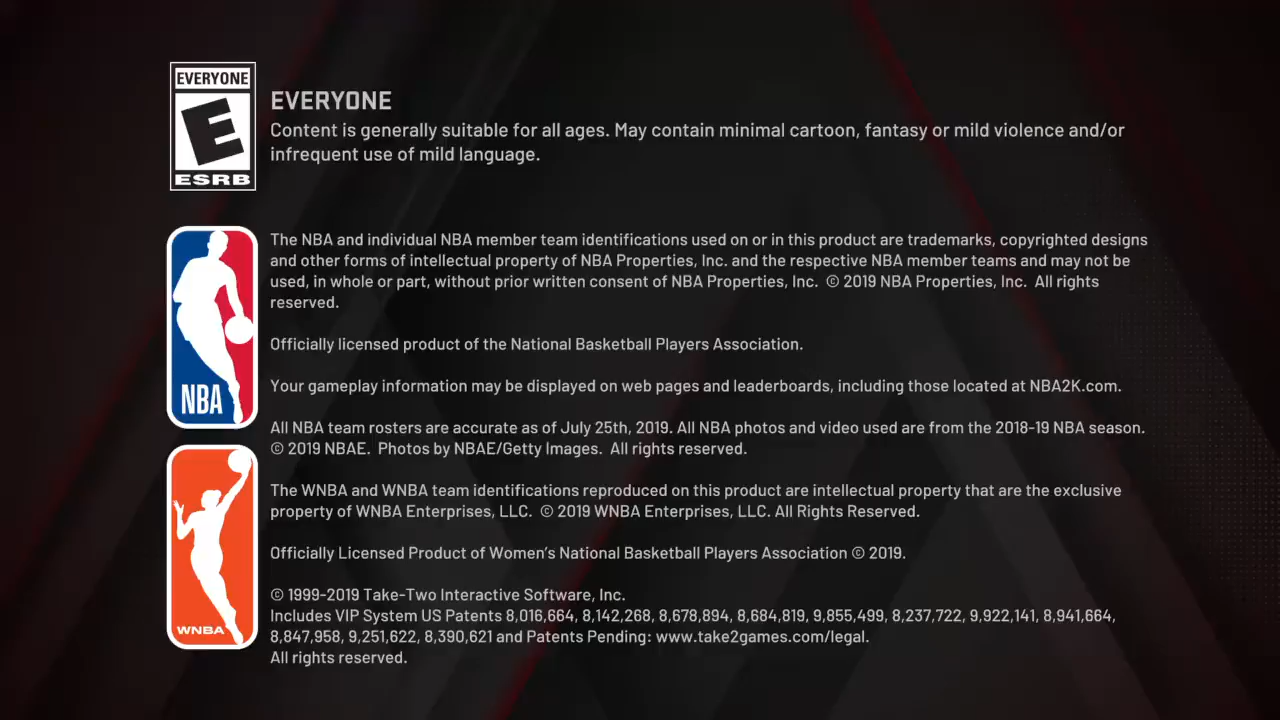 EVERYONE
E
ESRB
EVERYONE
Content is generally suitable for all ages. May contain minimal cartoon, fantasy or mild violence and/or
infrequent use of mild language.
The NBA and individual NBA member team identifications used on or in this product are trademarks, copyrighted designs
and other forms of intellectual property of NBA Properties, Inc. and the respective NBA member teams and may not be
used, in whole or part, without prior written consent of NBA Properties, Inc.  © 2019 NBA Properties, Inc.  All rights
reserved.
Officially licensed product of the National Basketball Players Association.
Your gameplay information may be displayed on web pages and leaderboards, including those located at NBA2K.com.
NBA
All NBA team rosters are accurate as of July 25th, 2019. All NBA photos and video used are from the 2018-19 NBA season.
© 2019 NBAE.  Photos by NBAE/Getty Images.  All rights reserved.
The WNBA and WNBA team identifications reproduced on this product are intellectual property that are the exclusive
property of WNBA Enterprises, LLC.  © 2019 WNBA Enterprises, LLC. All Rights Reserved.
Officially Licensed Product of Women's National Basketball Players Association © 2019.
© 1999-2019 Take-Two Interactive Software, Inc.
Includes VIP System US Patents 8,016,664, 8,142,268, 8,678,894, 8,684,819, 9,855,499, 8,237,722, 9,922,141, 8,941,664,
WNBA
8,847,958, 9,251,622, 8,390,621 and Patents Pending: www.take2games.com/legal.
All rights reserved.